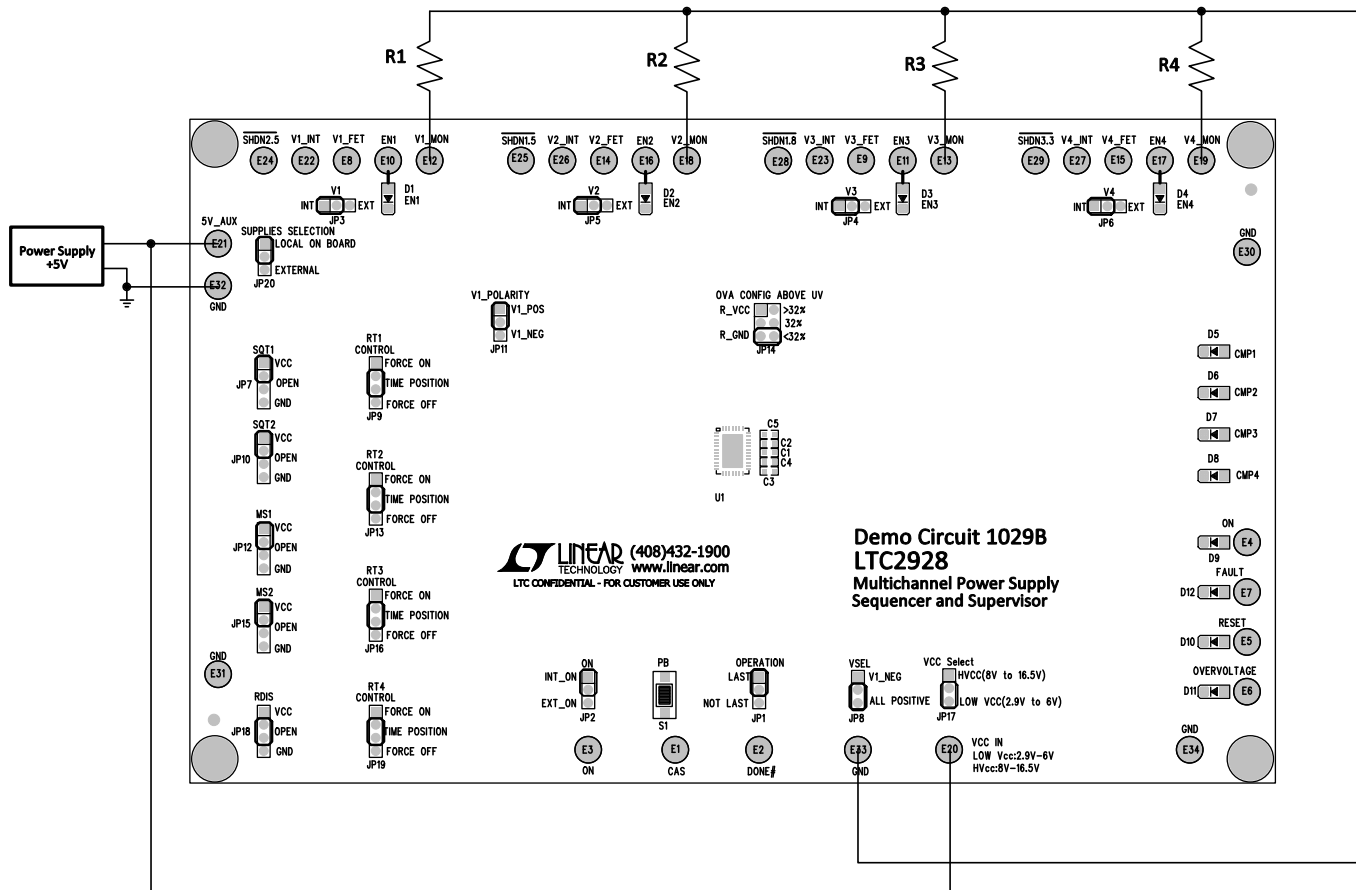 R1
R2
R3
R4
SHDN2.5 V1_INT V1_FET EN1 V1_MON
E24 E22 E8 E10 E12
SHDN1.5 V2_INT V2_FET EN2 V2_MON
E25 E26 E14 E16 E18
SHDN1.8 V3_INT V3_FET EN3 V3_MON
E28 E23 E9 E11 E13
SHDN3.3 V4_INT V4_FET EN4 V4_MON
E29 E27 E15 E17 E19
V1
INT EXT
JP3
D1
EN1
V2
INT EXT
JP5
D2
EN2
V3
INT EXT
JP4
D3
EN3
V4
INT EXT
JP6
D4
EN4
Power Supply
+5V
5V_AUX
E21
E32
GND
SUPPLIES SELECTION
LOCAL ON BOARD
EXTERNAL
JP20
GND
E30
V1_POLARITY
V1_POS
V1_NEG
JP11
OVA CONFIG ABOVE UV
R_VCC >32%
32%
R_GND <32%
JP14
SQT1
VCC
JP7 OPEN
GND
RT1
CONTROL
FORCE ON
TIME POSITION
FORCE OFF
JP9
D5
CMP1
D6
CMP2
D7
CMP3
D8
CMP4
SQT2
VCC
JP10 OPEN
GND
RT2
CONTROL
FORCE ON
TIME POSITION
FORCE OFF
JP13
C5
C2
C1
C4
C3
U1
MS1
VCC
JP12 OPEN
GND
LINEAR (408)432-1900
TECHNOLOGY www.linear.com
LTC CONFIDENTIAL - FOR CUSTOMER USE ONLY
Demo Circuit 1029B
LTC2928
Multichannel Power Supply
Sequencer and Supervisor
ON
E4
D9
FAULT
D12 E7
RESET
D10 E5
OVERVOLTAGE
D11 E6
GND
E34
MS2
VCC
JP15 OPEN
GND
RT3
CONTROL
FORCE ON
TIME POSITION
FORCE OFF
JP16
GND
E31
RDIS
VCC
JP18 OPEN
GND
RT4
CONTROL
FORCE ON
TIME POSITION
FORCE OFF
JP19
ON
INT_ON
EXT_ON
JP2
E3
ON
PB
S1
E1
CAS
OPERATION
LAST
NOT LAST
JP1
E2
DONE#
VSEL
V1_NEG
ALL POSITIVE
JP8
E33
GND
VCC Select
HVCC(8V to 16.5V)
LOW VCC(2.9V to 6V)
JP17
E20
VCC IN
LOW Vcc:2.9V-6V
HVcc:8V-16.5V